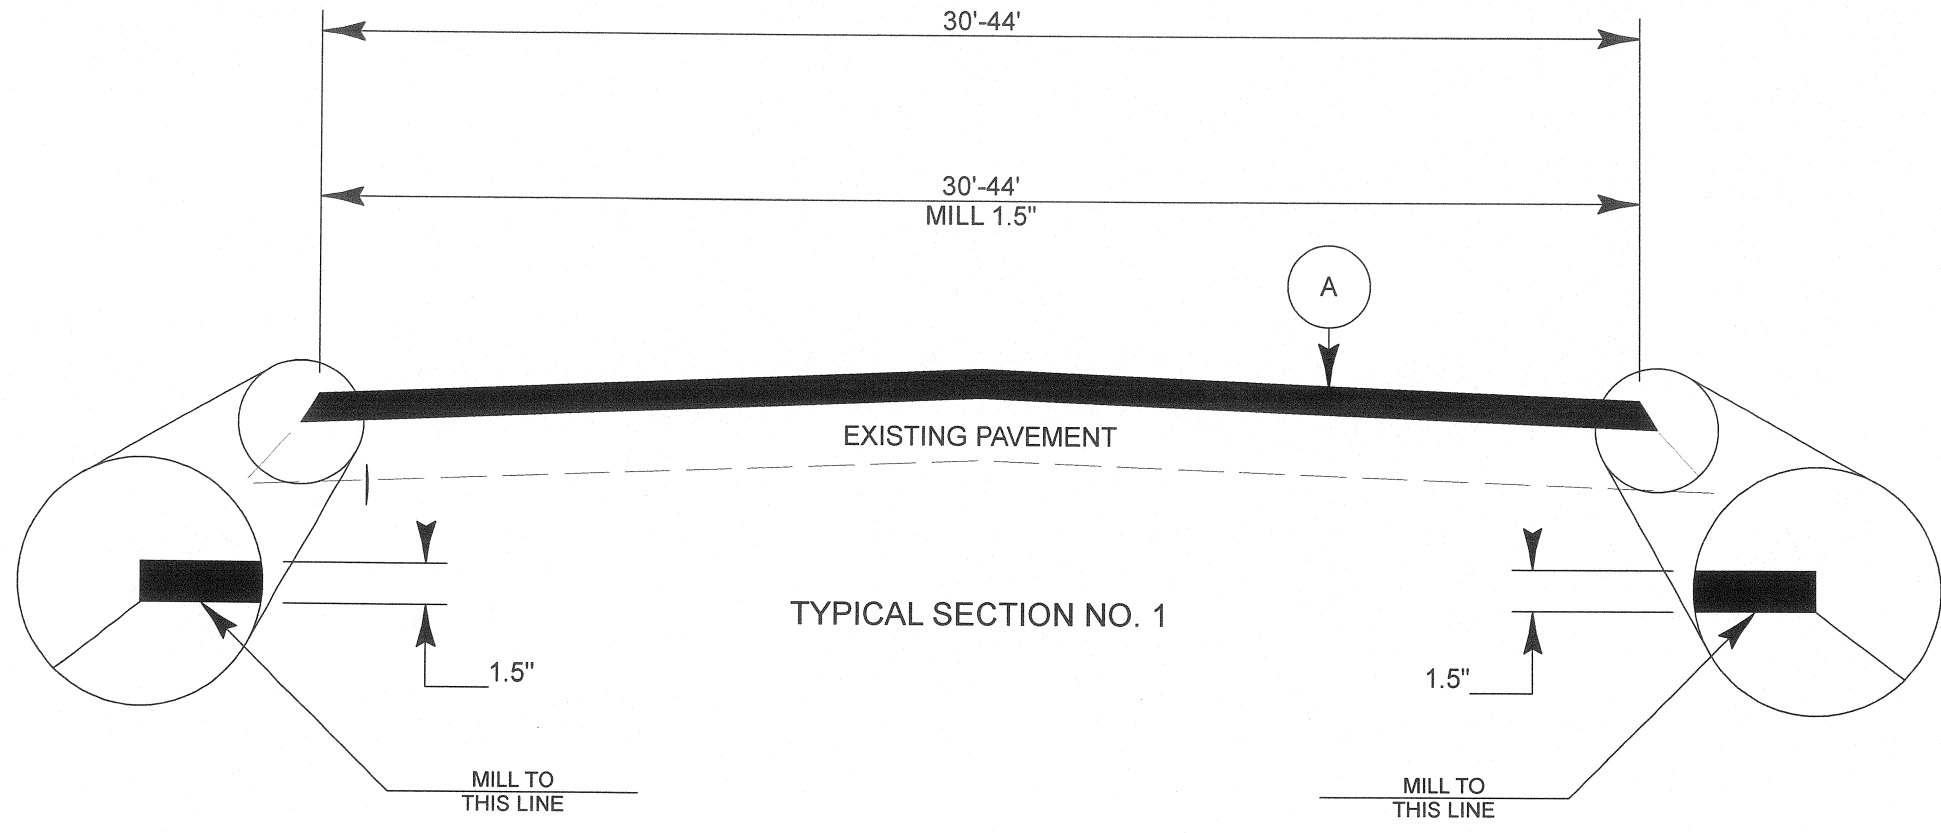 30'-44'
30'-44'
MILL 1.5"
A
EXISTING PAVEMENT
TYPICAL SECTION NO. 1
1.5"
1.5"
MILL TO
THIS LINE
MILL TO
THIS LINE